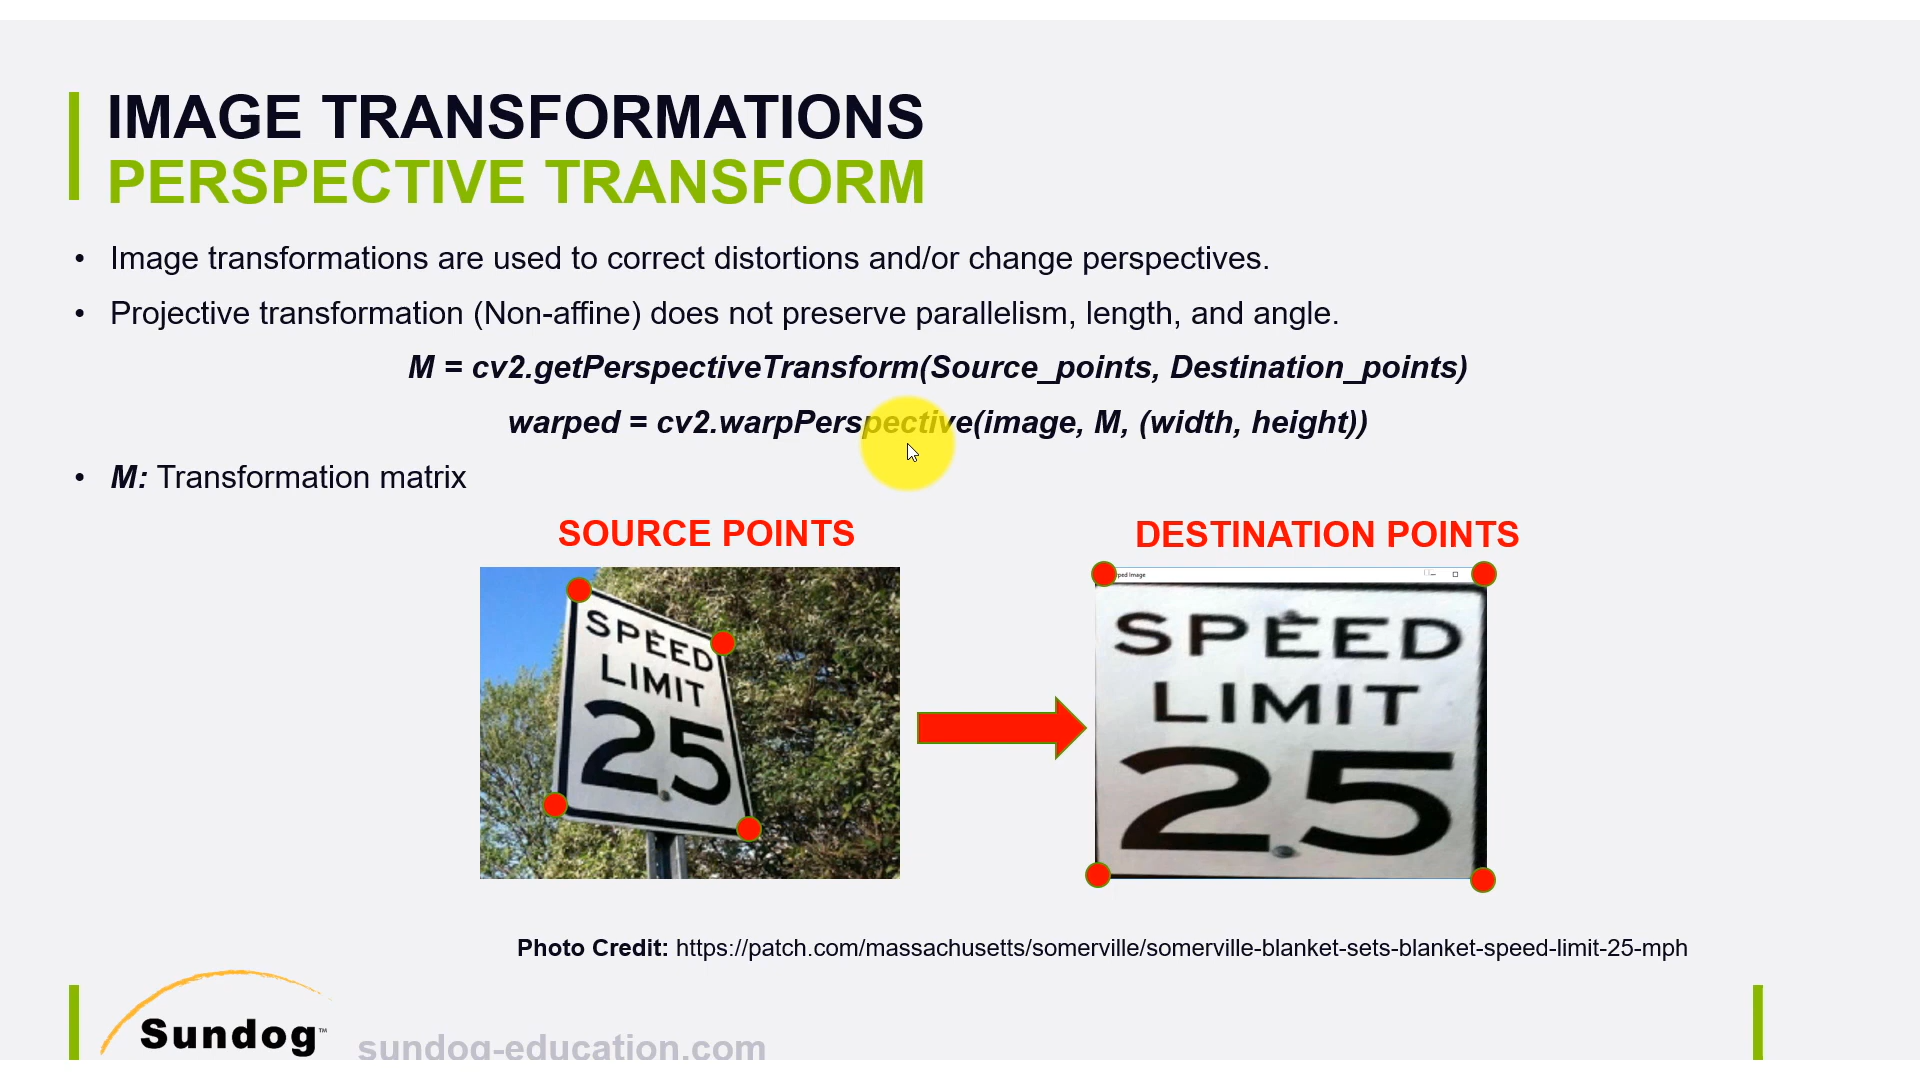 IMAGE TRANSFORMATIONS
PERSPECTIVE TRANSFORM
• Image transformations are used to correct distortions and/or change perspectives.
• Projective transformation (Non-affine) does not preserve parallelism, length, and angle.
M = cv2.getPerspectiveTransform(Source_points, Destination_points)
warped = cv2.warpPerspective(image, M, (width, height))
• M: Transformation matrix
SOURCE POINTS
DESTINATION POINTS
SPEED
LIMIT
25
SPEED
LIMIT
25
Photo Credit: https://patch.com/massachusetts/somerville/somerville-blanket-sets-blanket-speed-limit-25-mph
Sundog™
sundog-education.com